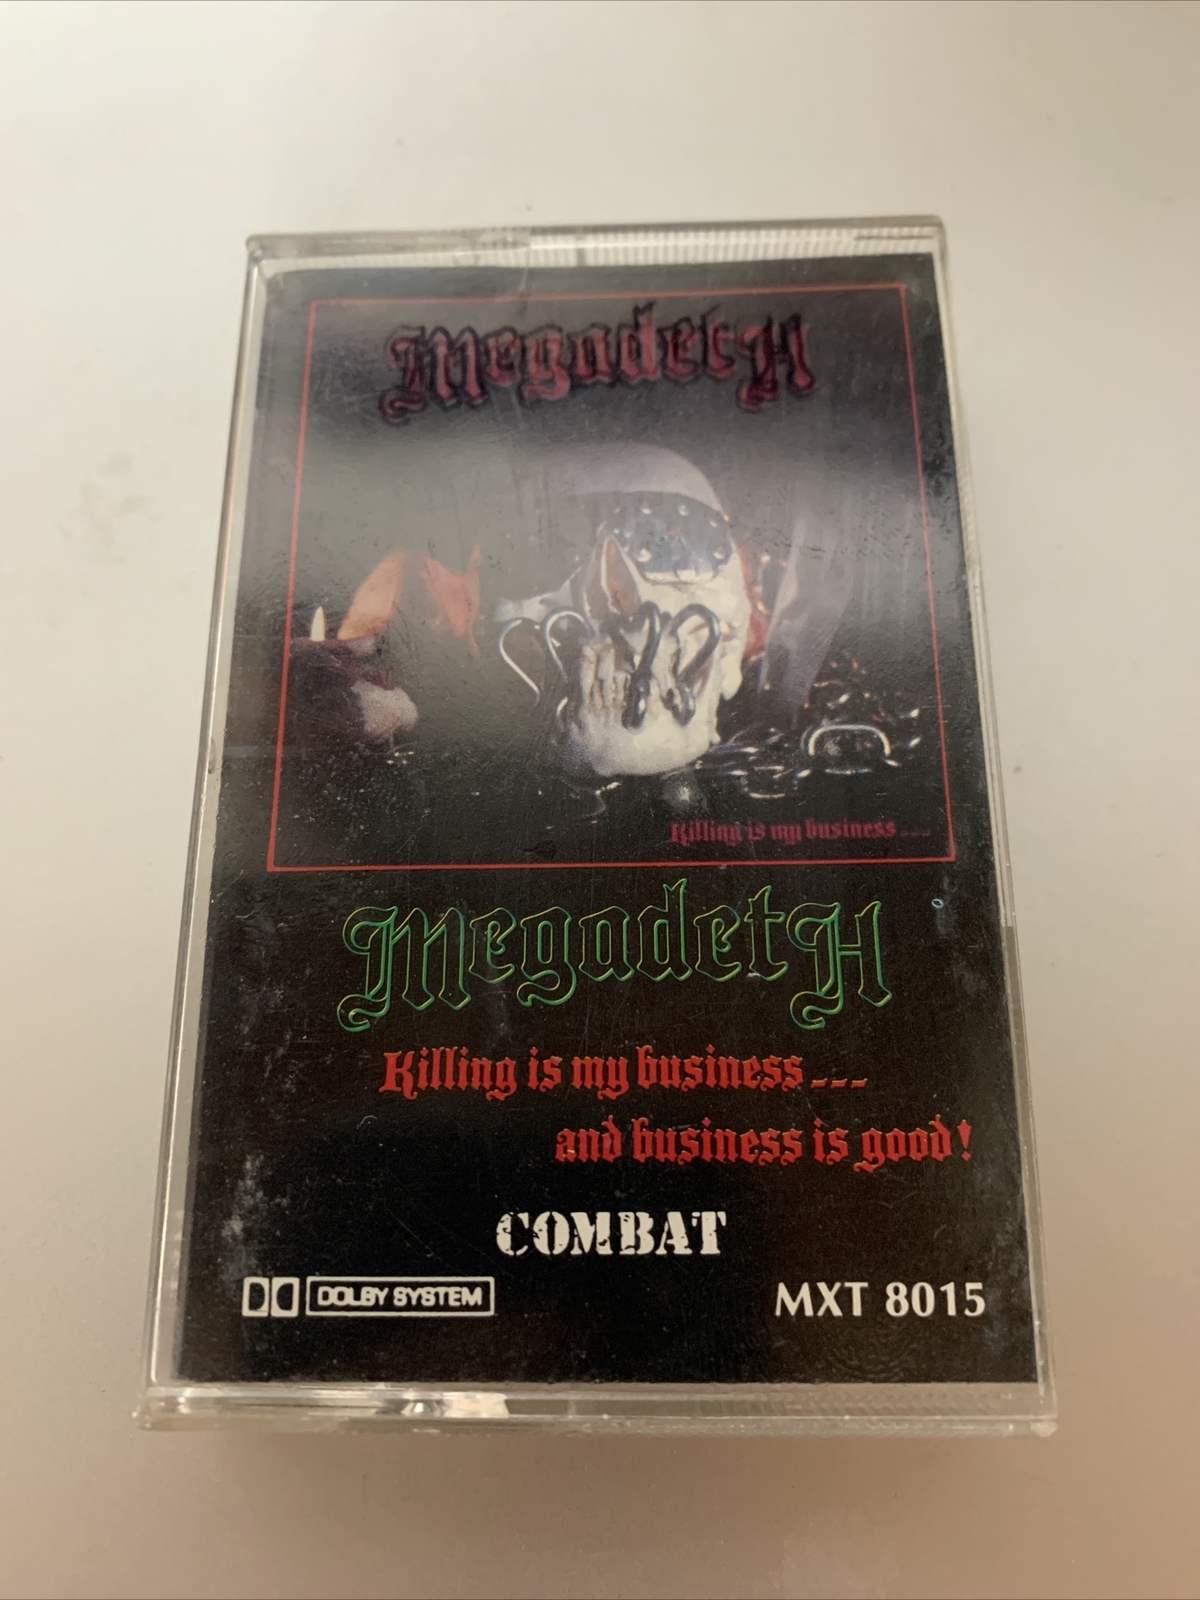 Megadeth
Killing is my business...
Megadeth
Killing is my business...
and business is good!
COMBAT
DOLBY SYSTEM
MXT 8015